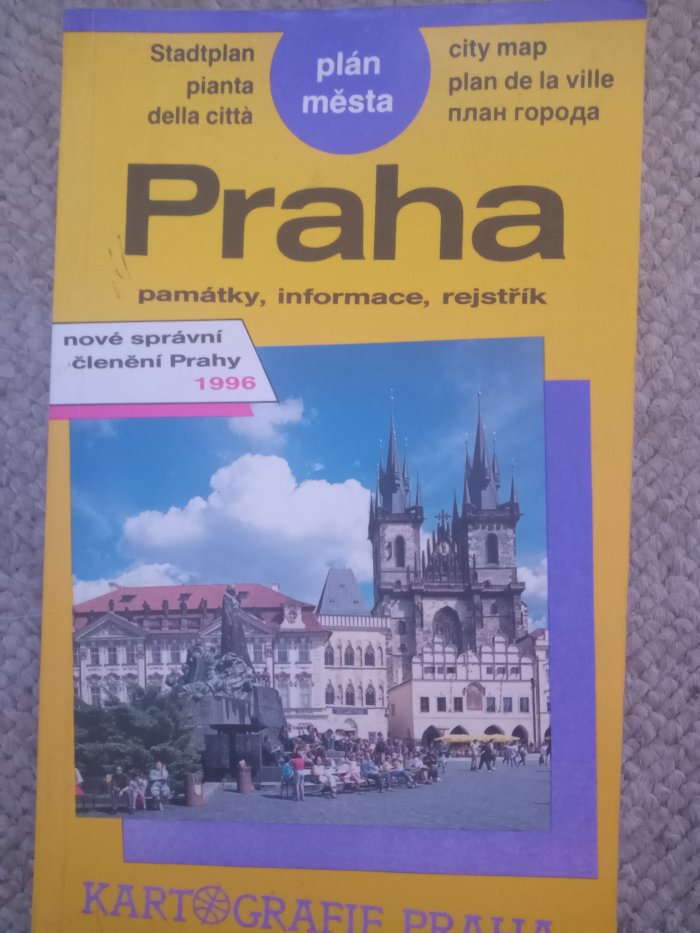 Stadtplan
pianta
della città
plán
města
city map
plan de la ville
план города
Praha
památky, informace, rejstřík
nové správní
členění Prahy
1996
KARTOGRAFIE PRAHA